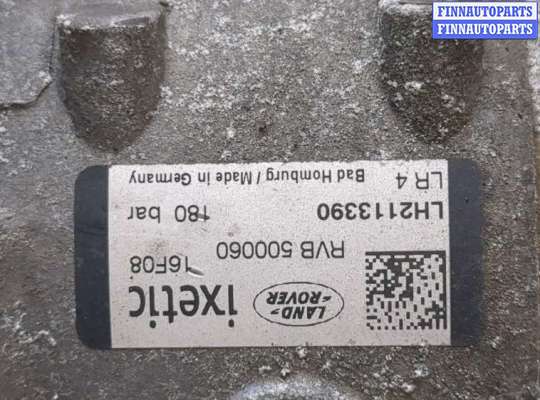 FINNAUTOPARTS
FINNAUTOPARTS
ixetic
LAND-
-ROVER
16F08
RVB 500060
LH2113390 180 bar
LR 4 Bad Homburg / Made in Germany